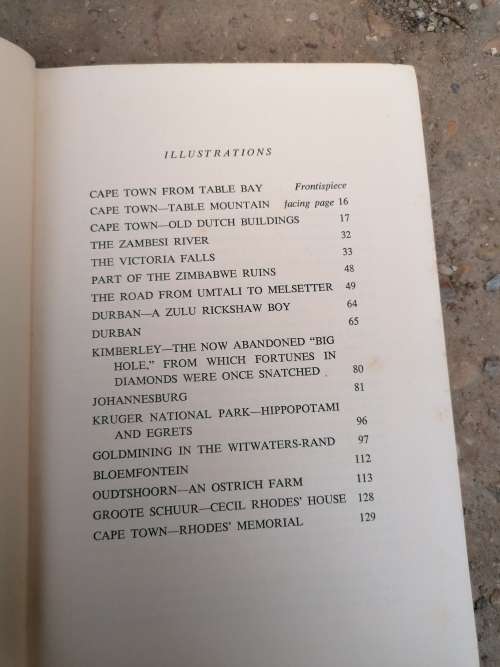 ILLUSTRATIONS
CAPE TOWN FROM TABLE BAY Frontispiece
CAPE TOWN—TABLE MOUNTAIN facing page 16
CAPE TOWN—OLD DUTCH BUILDINGS 17
THE ZAMBESI RIVER 32
THE VICTORIA FALLS 33
PART OF THE ZIMBABWE RUINS 48
THE ROAD FROM UMTALI TO MELSETTER 49
DURBAN—A ZULU RICKSHAW BOY 64
DURBAN 65
KIMBERLEY—THE NOW ABANDONED “BIG
HOLE,” FROM WHICH FORTUNES IN
DIAMONDS WERE ONCE SNATCHED . 80
JOHANNESBURG 81
KRUGER NATIONAL PARK—HIPPOPOTAMI
AND EGRETS 96
GOLDMINING IN THE WITWATERS-RAND 97
BLOEMFONTEIN 112
OUDTSHOORN—AN OSTRICH FARM 113
GROOTE SCHUUR—CECIL RHODES’ HOUSE 128
CAPE TOWN—RHODES’ MEMORIAL 129